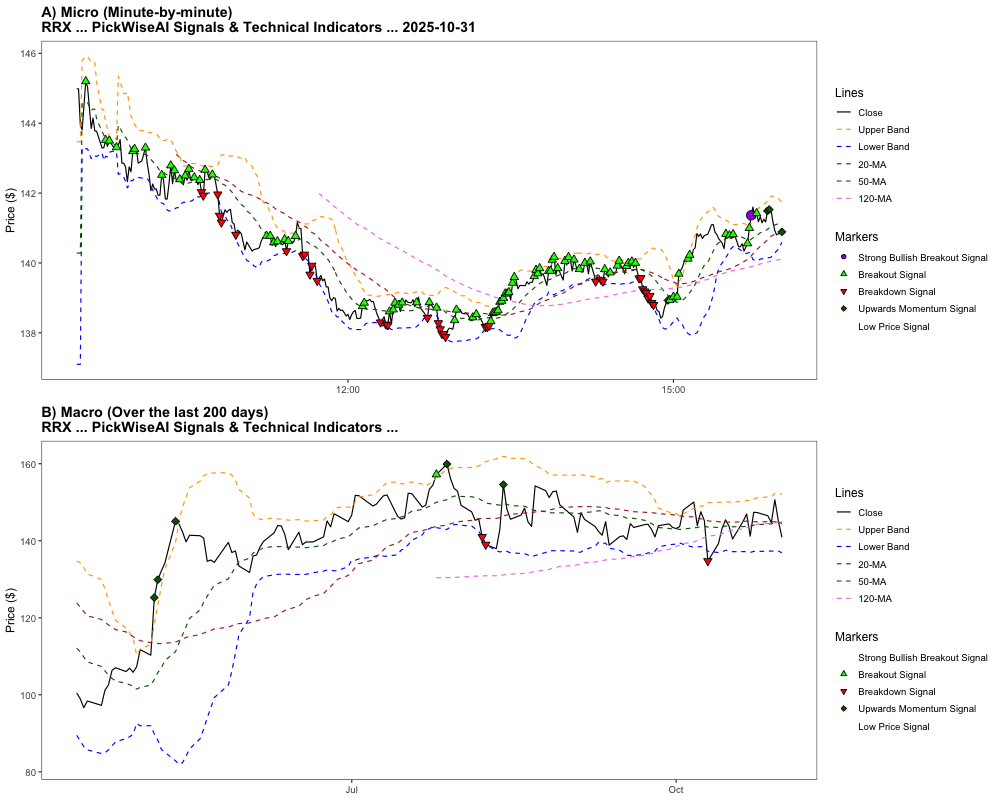 A) Micro (Minute-by-minute)
RRX ... PickWiseAI Signals & Technical Indicators ... 2025-10-31
146
144
142
140
138
Price ($)
12:00
15:00
Lines
Close
Upper Band
Lower Band
20-MA
50-MA
120-MA
Markers
Strong Bullish Breakout Signal
Breakout Signal
Breakdown Signal
Upwards Momentum Signal
Low Price Signal
B) Macro (Over the last 200 days)
RRX ... PickWiseAI Signals & Technical Indicators ...
160
140
120
100
80
Price ($)
Jul
Oct
Lines
Close
Upper Band
Lower Band
20-MA
50-MA
120-MA
Markers
Strong Bullish Breakout Signal
Breakout Signal
Breakdown Signal
Upwards Momentum Signal
Low Price Signal